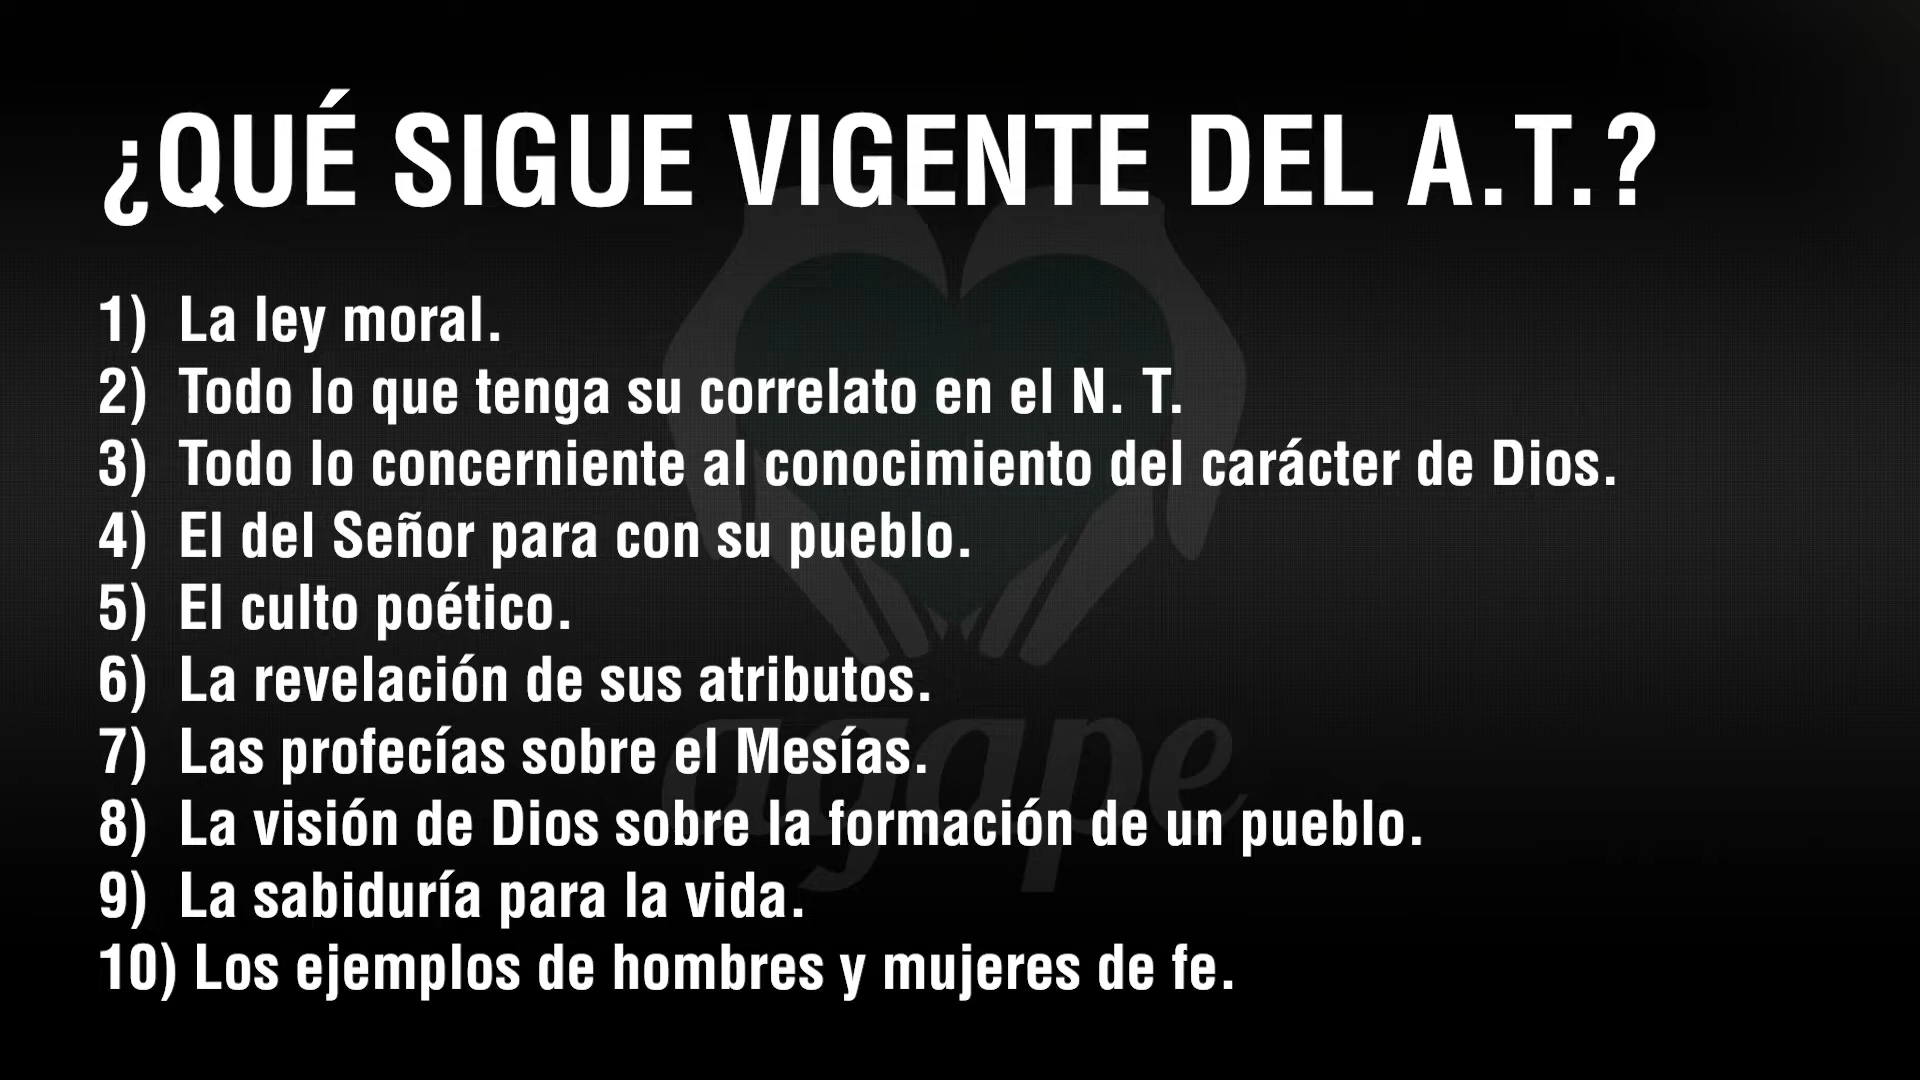 ¿QUÉ SIGUE VIGENTE DEL A.T.?
1) La ley moral.
2) Todo lo que tenga su correlato en el N. T.
3) Todo lo concerniente al conocimiento del carácter de Dios.
4) El del Señor para con su pueblo.
5) El culto poético.
6) La revelación de sus atributos.
7) Las profecías sobre el Mesías.
8) La visión de Dios sobre la formación de un pueblo.
9) La sabiduría para la vida.
10) Los ejemplos de hombres y mujeres de fe.
agape